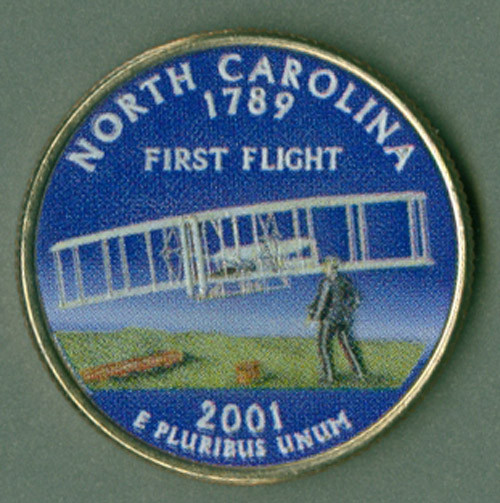 NORTH CAROLINA
1789
FIRST FLIGHT
2001
E PLURIBUS UNUM